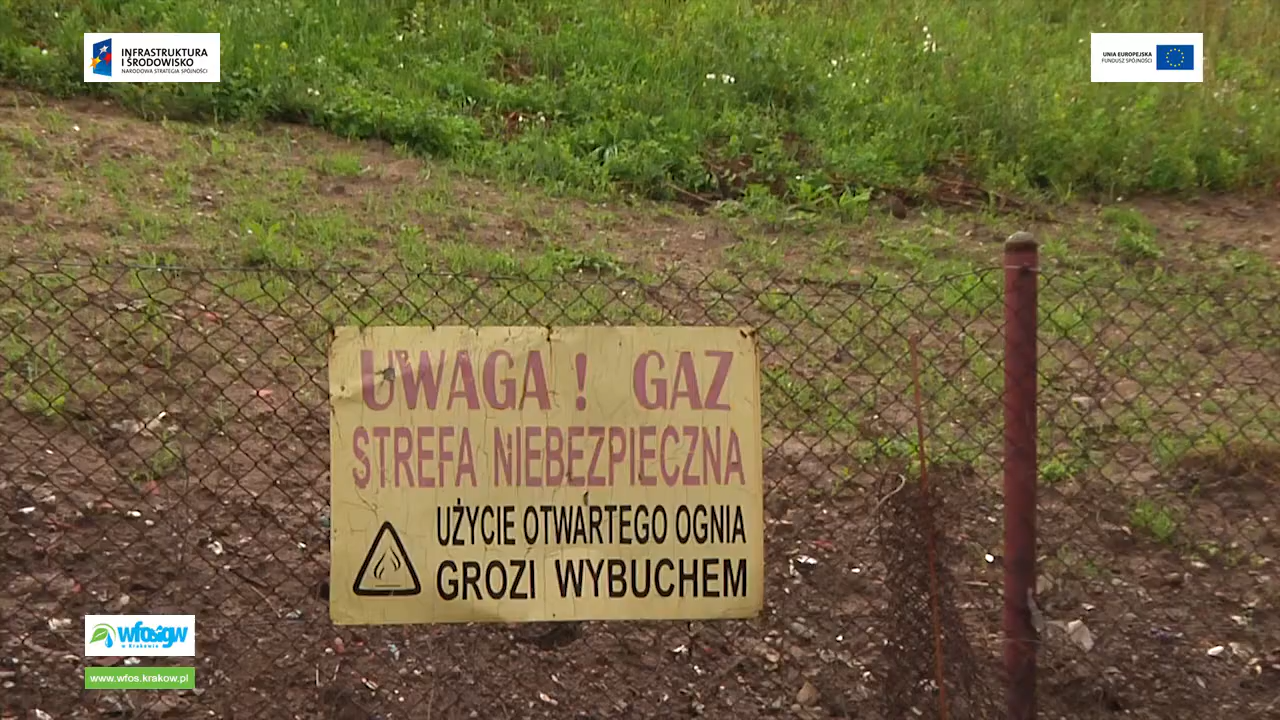 INFRASTRUKTURA
I ŚRODOWISKO
NARODOWA STRATEGIA SPÓJNOŚCI
UNIA EUROPEJSKA
FUNDUSZ SPÓJNOŚCI
UWAGA ! GAZ
STREFA NIEBEZPIECZNA
UŻYCIE OTWARTEGO OGNIA
GROZI WYBUCHEM
wfosigw
w Krakowie
www.wfos.krakow.pl